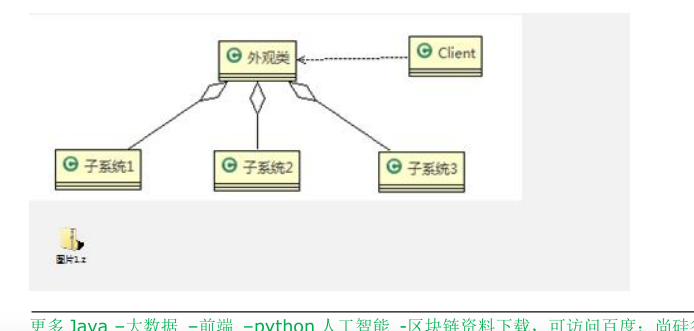 外观类
Client
子系统1
子系统2
子系统3
图片1.z
更多 Java –大数据 –前端 –python 人工智能 -区块链资料下载，可访问百度：尚硅